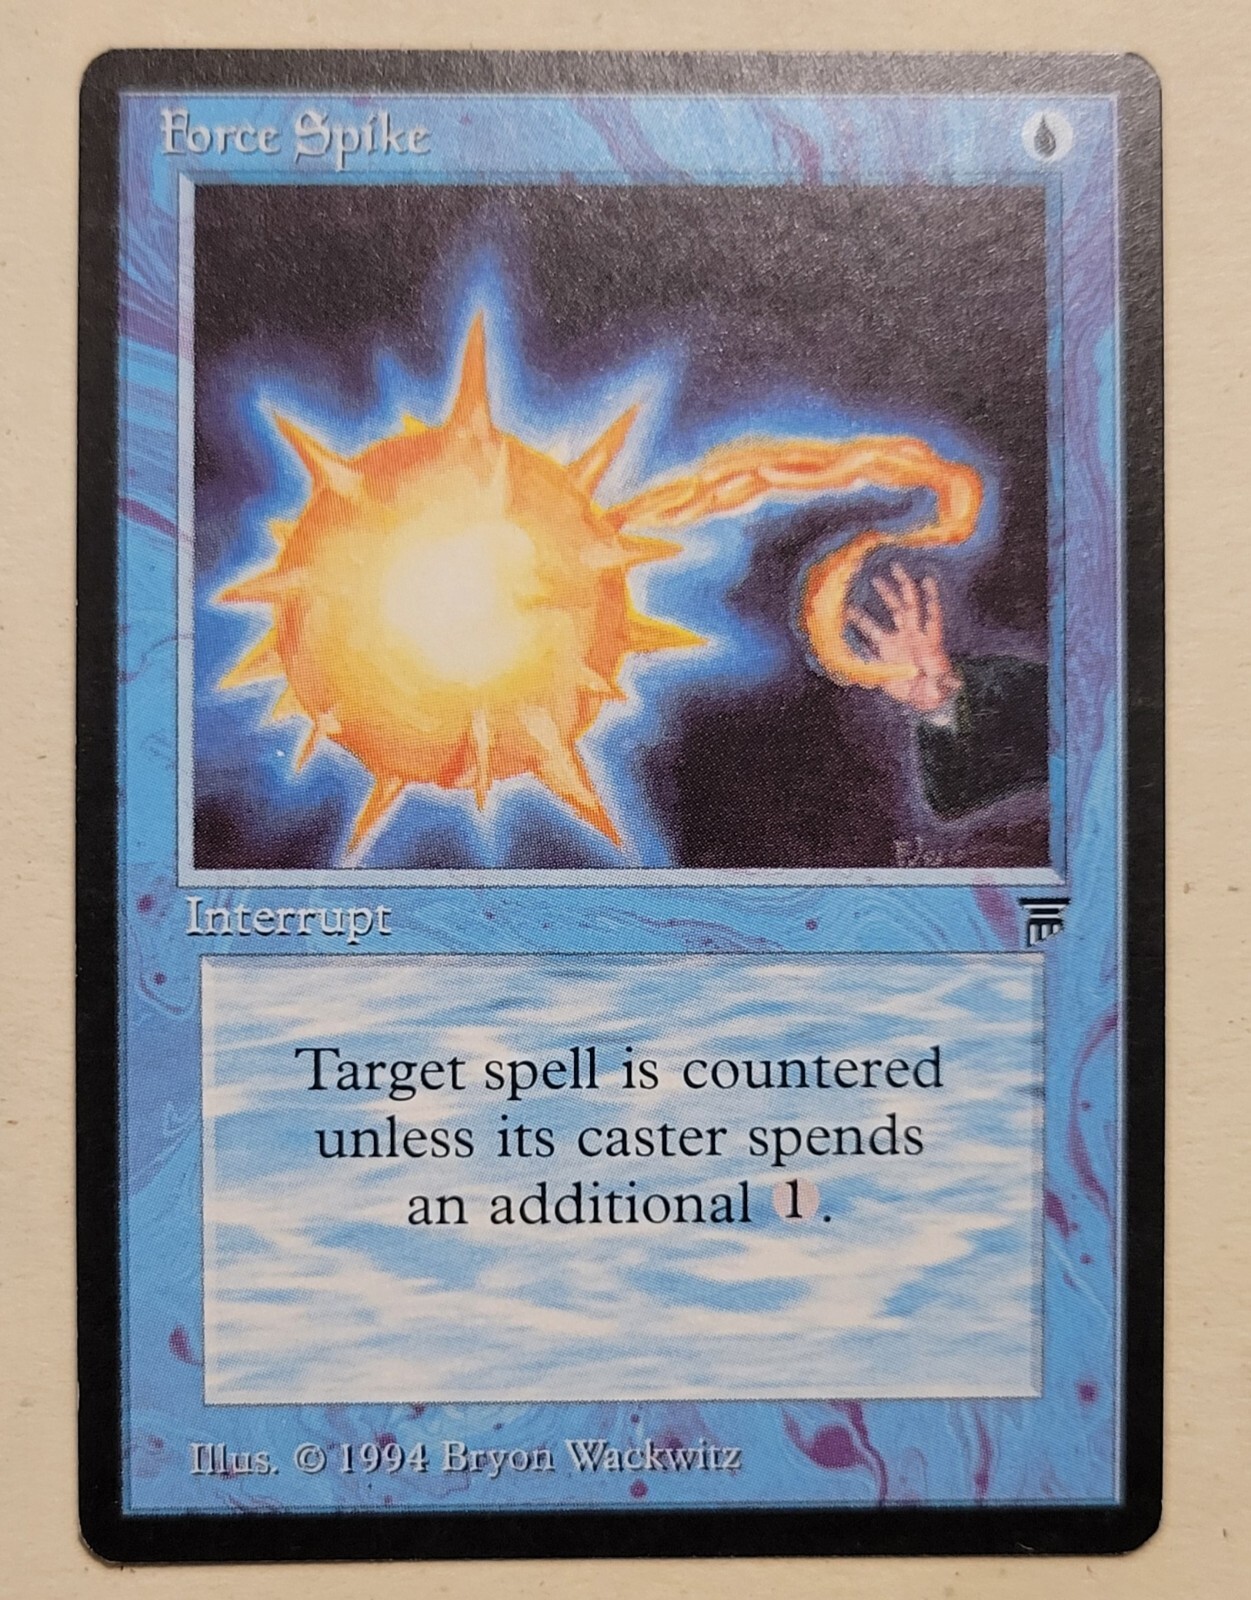 Force Spike
Interrupt
Target spell is countered
unless its caster spends
an additional 1.
Illus. © 1994 Bryon Wackwitz